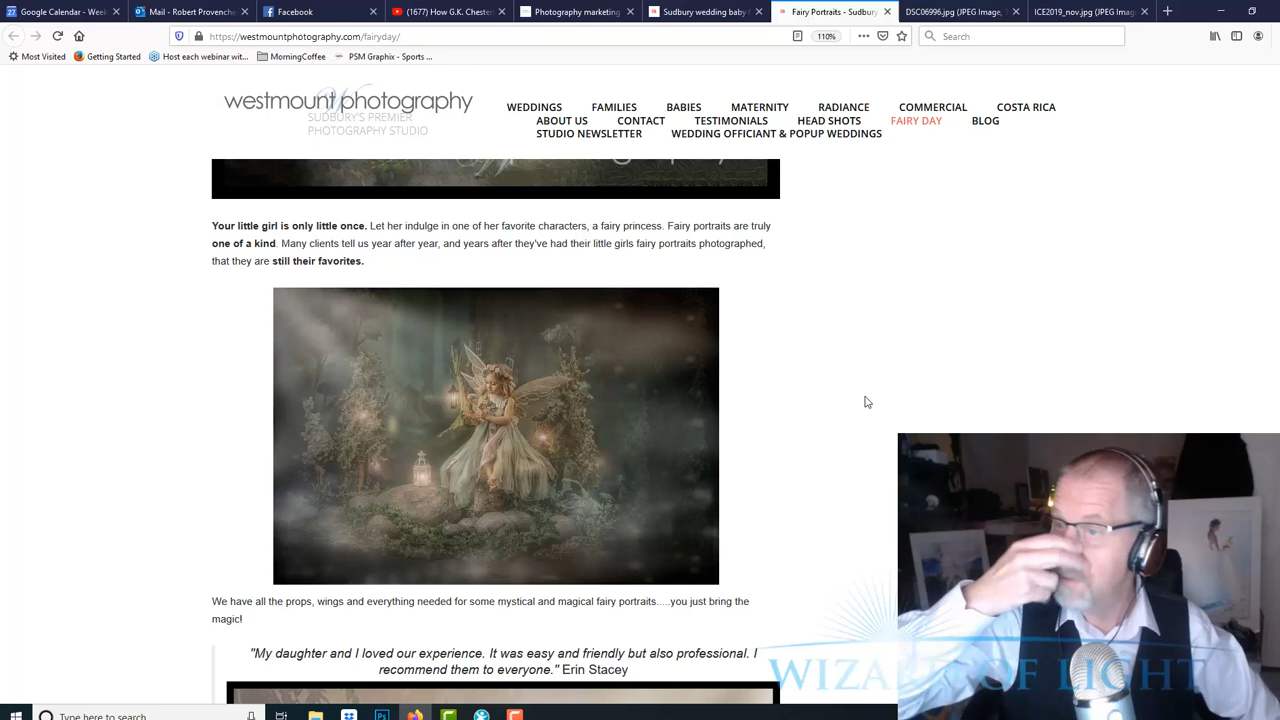 Google Calendar - Week
Mail - Robert Provenche
Facebook
(1677) How G.K. Chester
Photography marketing
Sudbury wedding baby
Fairy Portraits - Sudbury
DSC06996.jpg (JPEG Image,
ICE2019_nov.jpg (JPEG Ima
https://westmountphotography.com/fairyday/
110%
Search
Most Visited
Getting Started
Host each webinar wit...
MorningCoffee
PSM Graphix - Sports ...
westmount photography
SUDBURY'S PREMIER
PHOTOGRAPHY STUDIO
WEDDINGS FAMILIES BABIES MATERNITY RADIANCE COMMERCIAL COSTA RICA
ABOUT US CONTACT TESTIMONIALS HEAD SHOTS FAIRY DAY BLOG
STUDIO NEWSLETTER WEDDING OFFICIANT & POPUP WEDDINGS
Your little girl is only little once. Let her indulge in one of her favorite characters, a fairy princess. Fairy portraits are truly
one of a kind. Many clients tell us year after year, and years after they've had their little girls fairy portraits photographed,
that they are still their favorites.
We have all the props, wings and everything needed for some mystical and magical fairy portraits.....you just bring the
magic!
"My daughter and I loved our experience. It was easy and friendly but also professional. I
recommend them to everyone." Erin Stacey
WIZARD OF LIGHT
Type here to search